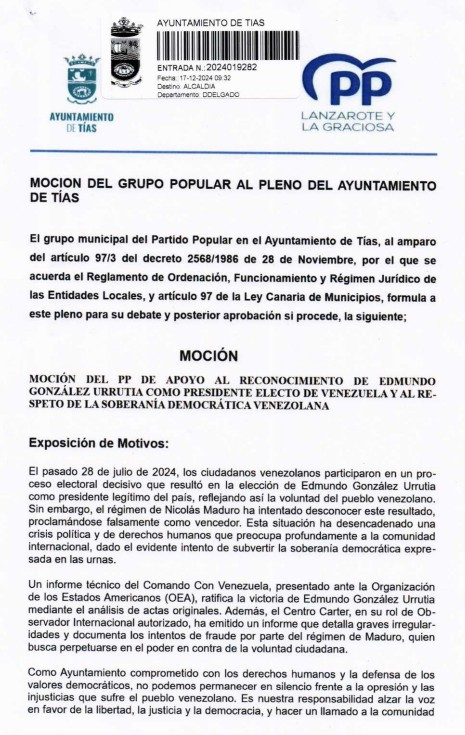 AYUNTAMIENTO DE TIAS
ENTRADA N.: 2024019282
Fecha: 17-12-2024 09:32
Destino: ALCALDIA
Departamento: DDELGADO
AYUNTAMIENTO
DE TÍAS
PP
LANZAROTE Y
LA GRACIOSA
MOCION DEL GRUPO POPULAR AL PLENO DEL AYUNTAMIENTO
DE TÍAS
El grupo municipal del Partido Popular en el Ayuntamiento de Tías, al amparo
del artículo 97/3 del decreto 2568/1986 de 28 de Noviembre, por el que se
acuerda el Reglamento de Ordenación, Funcionamiento y Régimen Jurídico de
las Entidades Locales, y artículo 97 de la Ley Canaria de Municipios, formula a
este pleno para su debate y posterior aprobación si procede, la siguiente;
MOCIÓN
MOCIÓN DEL PP DE APOYO AL RECONOCIMIENTO DE EDMUNDO
GONZÁLEZ URRUTIA COMO PRESIDENTE ELECTO DE VENEZUELA Y AL RE-
SPETO DE LA SOBERANÍA DEMOCRÁTICA VENEZOLANA
Exposición de Motivos:
El pasado 28 de julio de 2024, los ciudadanos venezolanos participaron en un pro-
ceso electoral decisivo que resultó en la elección de Edmundo González Urrutia
como presidente legítimo del país, reflejando así la voluntad del pueblo venezolano.
Sin embargo, el régimen de Nicolás Maduro ha intentado desconocer este resultado,
proclamándose falsamente como vencedor. Esta situación ha desencadenado una
crisis política y de derechos humanos que preocupa profundamente a la comunidad
internacional, dado el evidente intento de subvertir la soberanía democrática expre-
sada en las urnas.
Un informe técnico del Comando Con Venezuela, presentado ante la Organización
de los Estados Americanos (OEA), ratifica la victoria de Edmundo González Urrutia
mediante el análisis de actas originales. Además, el Centro Carter, en su rol de Ob-
servador Internacional autorizado, ha emitido un informe que detalla graves irregular-
idades y documenta los intentos de fraude por parte del régimen de Maduro, quien
busca perpetuarse en el poder en contra de la voluntad ciudadana.
Como Ayuntamiento comprometido con los derechos humanos y la defensa de los
valores democráticos, no podemos permanecer en silencio frente a la opresión y las
injusticias que sufre el pueblo venezolano. Es nuestra responsabilidad alzar la voz
en favor de la libertad, la justicia y la democracia, y hacer un llamado a la comunidad